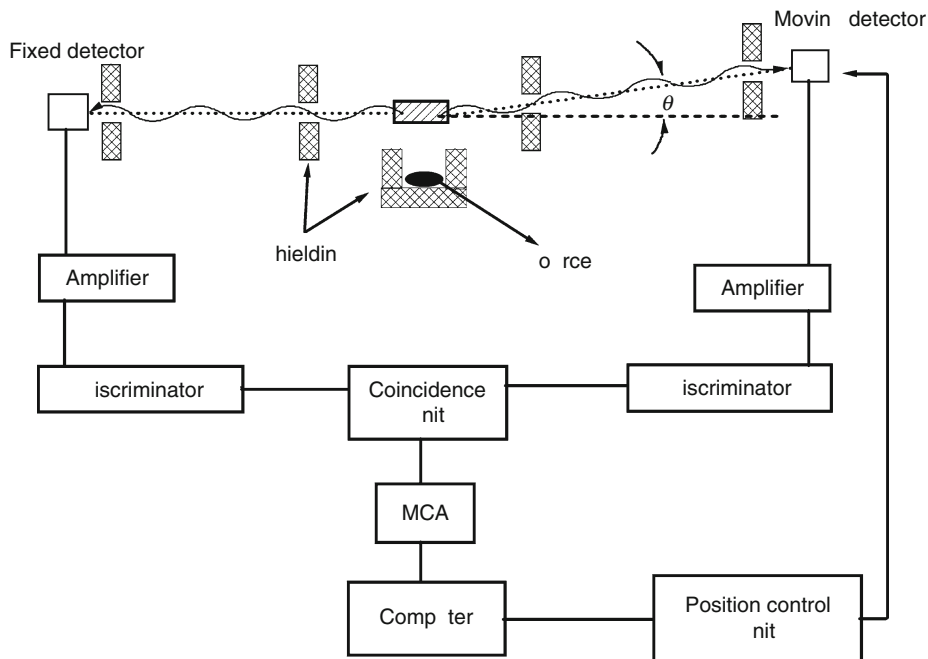 Movin detector
Fixed detector
θ
hieldin
o rce
Amplifier
Amplifier
iscriminator
Coincidence
nit
iscriminator
MCA
Comp ter
Position control
nit